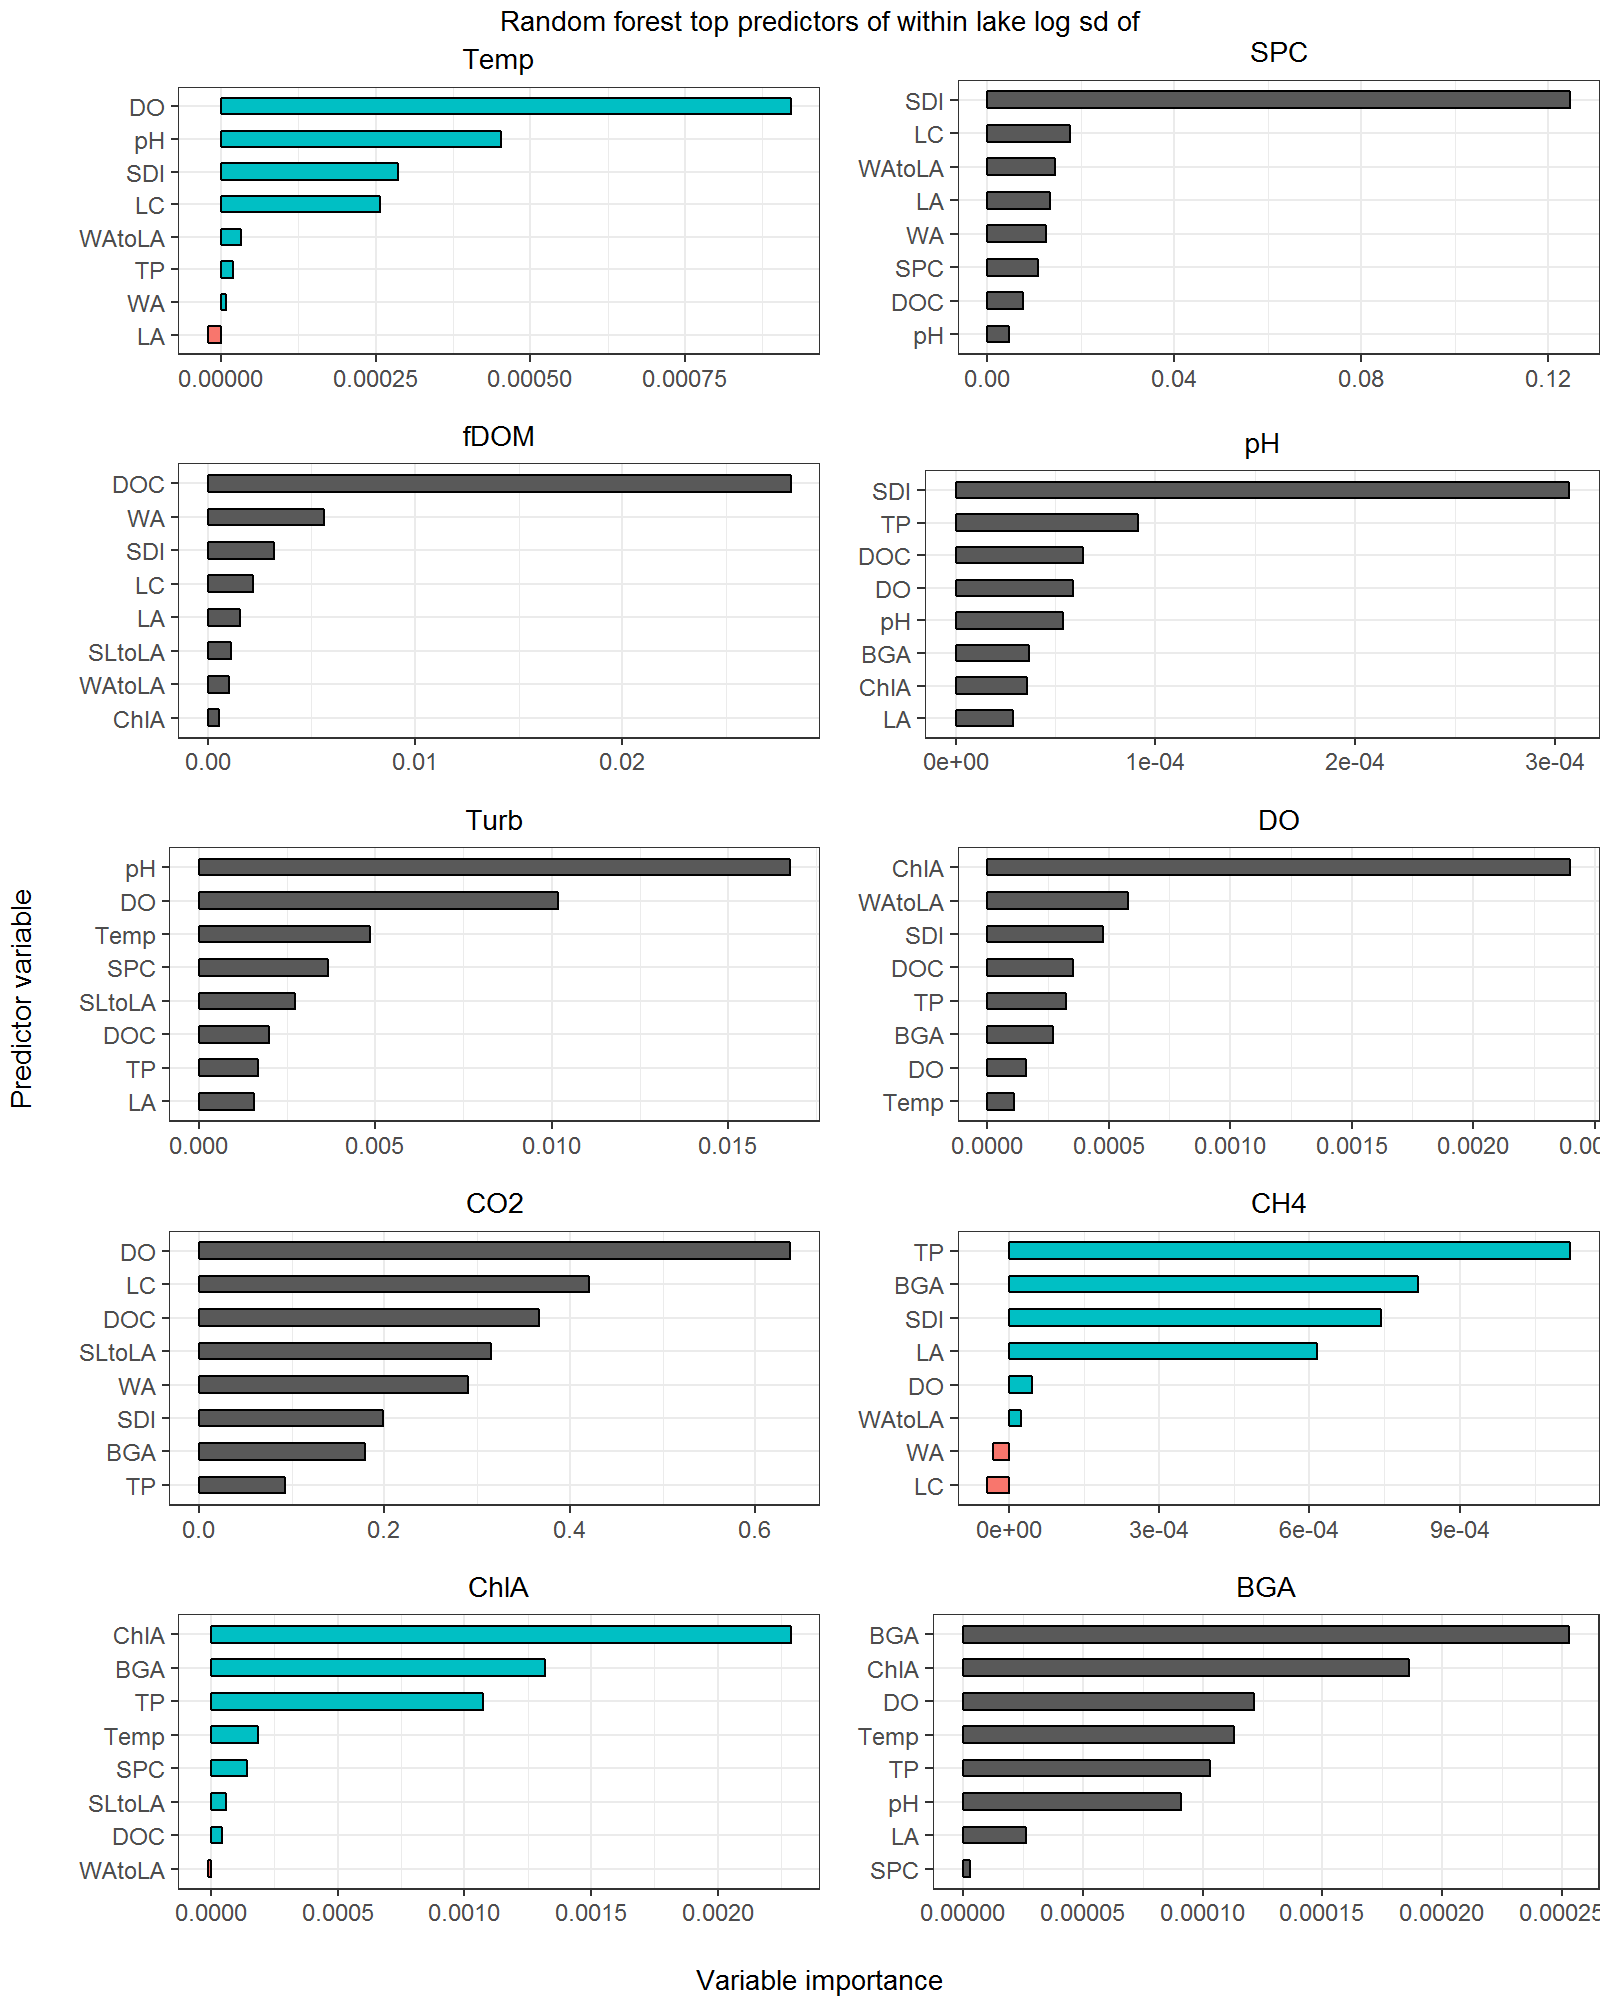 Random forest top predictors of within lake log sd of
Temp
DO
pH
SDI
LC
WAtoLA
TP
WA
LA
0.00000 0.00025 0.00050 0.00075
SPC
SDI
LC
WAtoLA
LA
WA
SPC
DOC
pH
0.00 0.04 0.08 0.12
fDOM
DOC
WA
SDI
LC
LA
SLtoLA
WAtoLA
ChlA
0.00 0.01 0.02
pH
SDI
TP
DOC
DO
pH
BGA
ChlA
LA
0e+00 1e-04 2e-04 3e-04
Predictor variable
Turb
pH
DO
Temp
SPC
SLtoLA
DOC
TP
LA
0.000 0.005 0.010 0.015
DO
ChlA
WAtoLA
SDI
DOC
TP
BGA
DO
Temp
0.0000 0.0005 0.0010 0.0015 0.0020
CO2
DO
LC
DOC
SLtoLA
WA
SDI
BGA
TP
0.0 0.2 0.4 0.6
CH4
TP
BGA
SDI
LA
DO
WAtoLA
WA
LC
0e+00 3e-04 6e-04 9e-04
ChlA
ChlA
BGA
TP
Temp
SPC
SLtoLA
DOC
WAtoLA
0.0000 0.0005 0.0010 0.0015 0.0020
BGA
BGA
ChlA
DO
Temp
TP
pH
LA
SPC
0.00000 0.00005 0.00010 0.00015 0.00020 0.00025
Variable importance